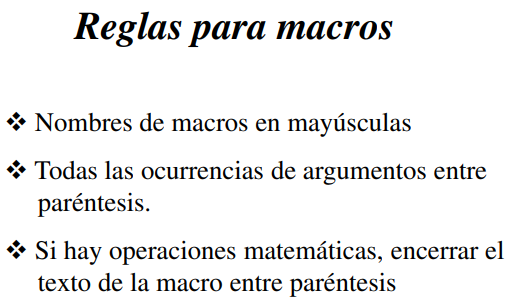 Reglas para macros
❖ Nombres de macros en mayúsculas
❖ Todas las ocurrencias de argumentos entre
paréntesis.
❖ Si hay operaciones matemáticas, encerrar el
texto de la macro entre paréntesis